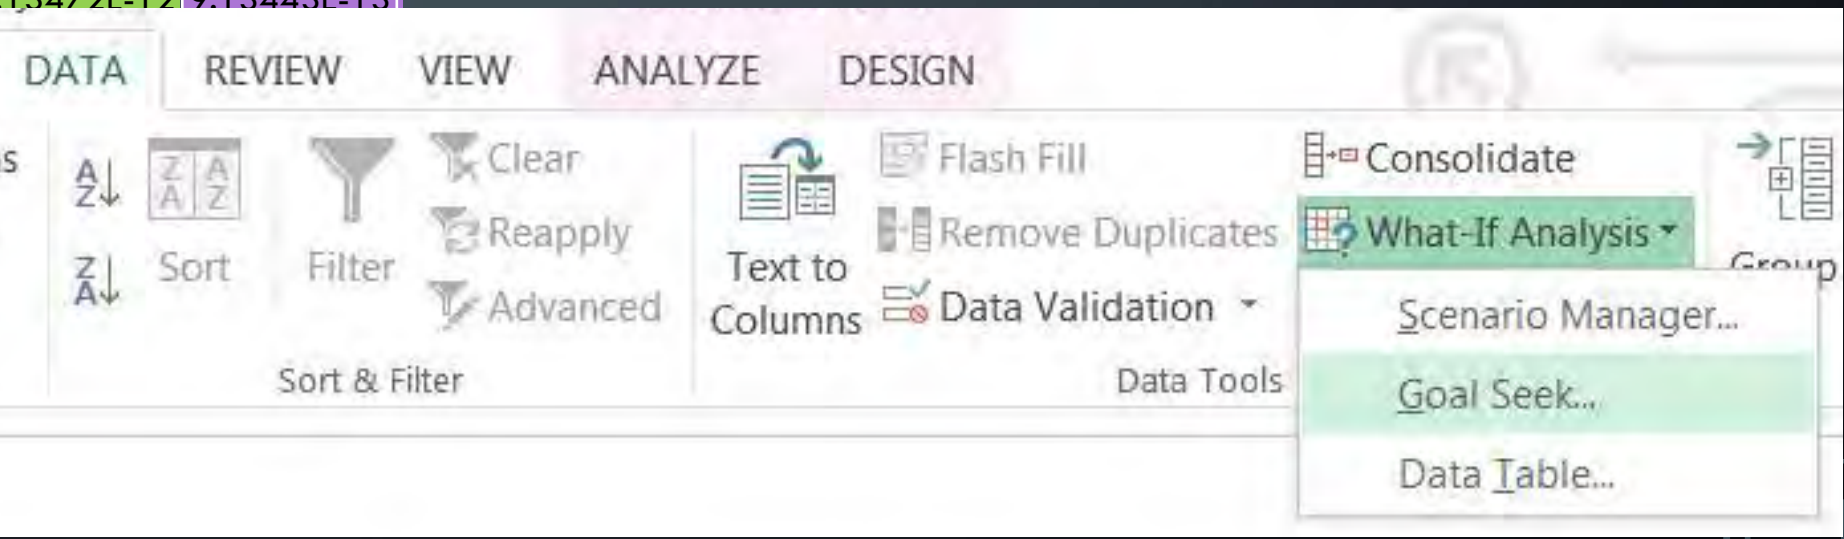 DATA REVIEW VIEW ANALYZE DESIGN
A Z
Z A
Z A A Z
Sort
Filter
Clear
Reapply
Advanced
Sort & Filter
Text to
Columns
Flash Fill
Remove Duplicates
Data Validation
Data Tools
Consolidate
What-If Analysis
Scenario Manager...
Goal Seek...
Data Table...
Group